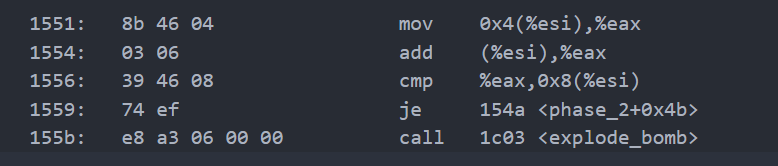 1551: 8b 46 04 mov 0x4(%esi),%eax
1554: 03 06 add (%esi),%eax
1556: 39 46 08 cmp %eax,0x8(%esi)
1559: 74 ef je 154a <phase_2+0x4b>
155b: e8 a3 06 00 00 call 1c03 <explode_bomb>